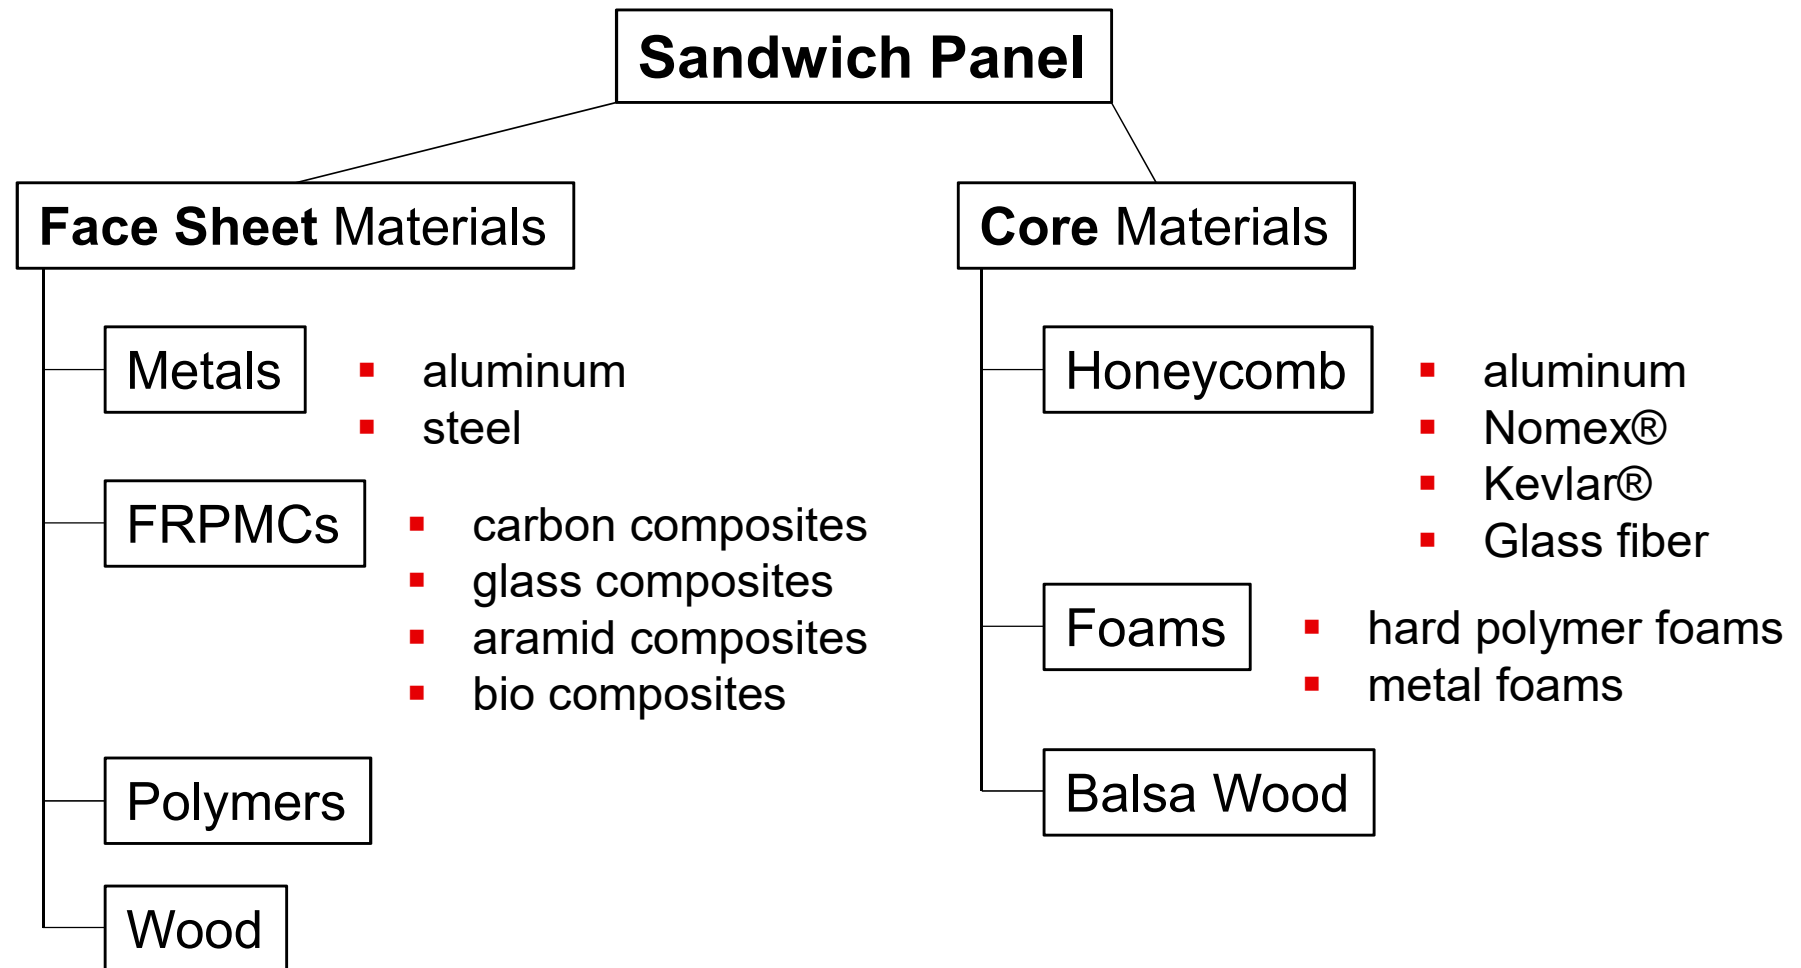 Sandwich Panel
Face Sheet Materials
Metals
aluminum
steel
FRPMCs
carbon composites
glass composites
aramid composites
bio composites
Polymers
Wood
Core Materials
Honeycomb
aluminum
Nomex®
Kevlar®
Glass fiber
Foams
hard polymer foams
metal foams
Balsa Wood